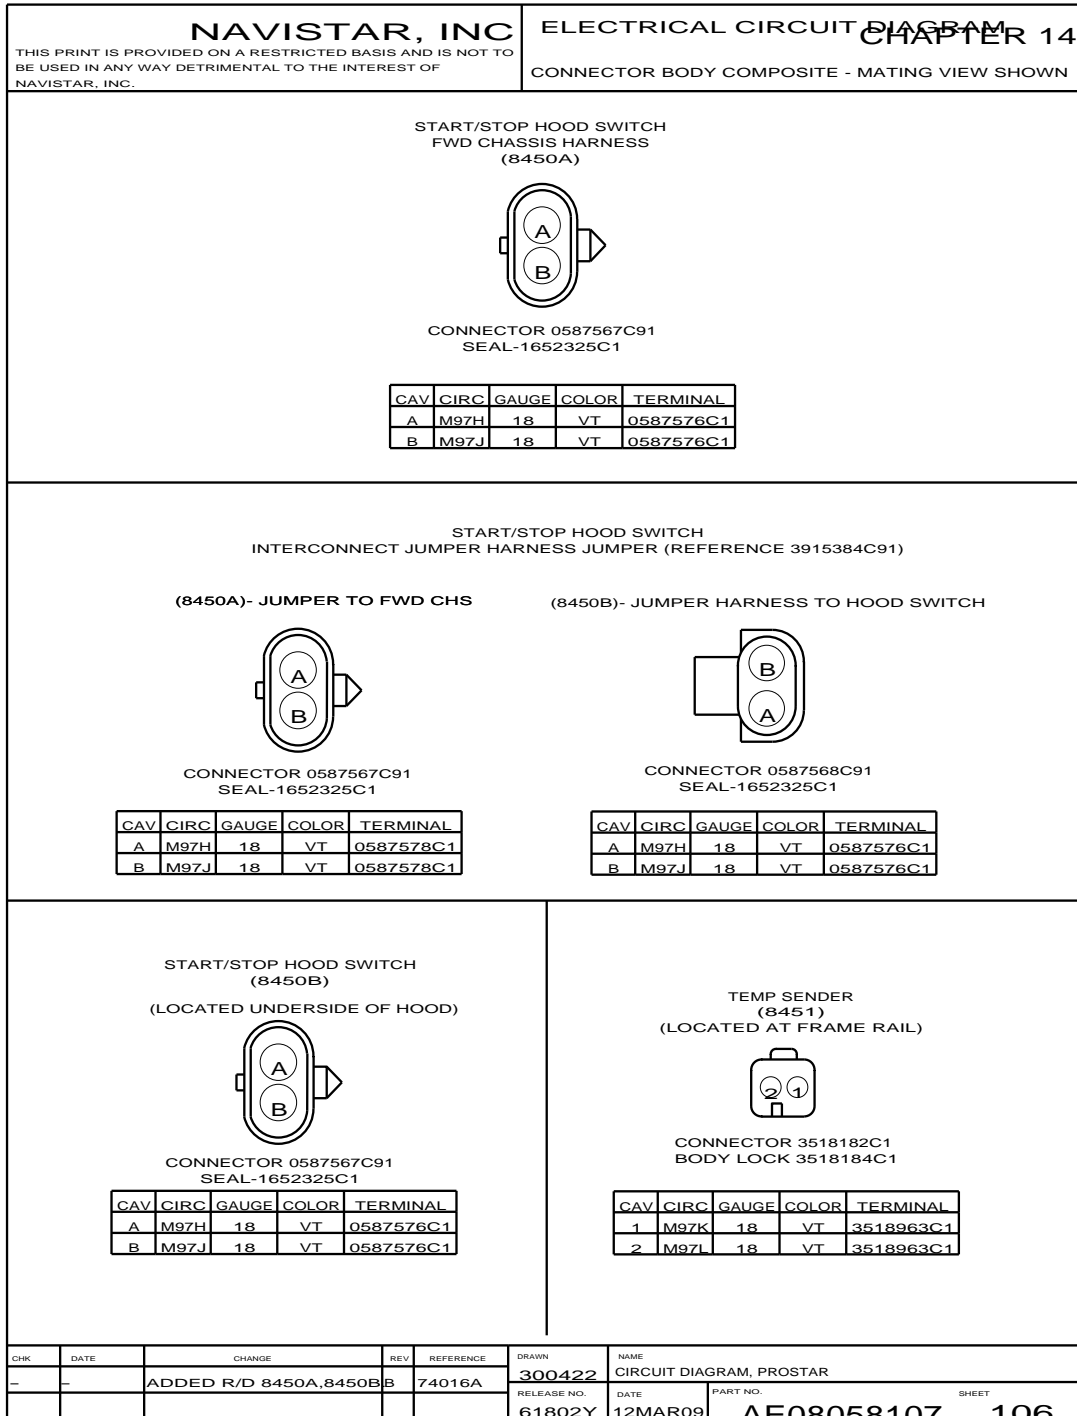 NAVISTAR, INC
THIS PRINT IS PROVIDED ON A RESTRICTED BASIS AND IS NOT TO
BE USED IN ANY WAY DETRIMENTAL TO THE INTEREST OF
NAVISTAR, INC.
ELECTRICAL CIRCUIT DIAGRAM
CHAPTER 14
CONNECTOR BODY COMPOSITE - MATING VIEW SHOWN
START/STOP HOOD SWITCH
FWD CHASSIS HARNESS
(8450A)
A
B
CONNECTOR 0587567C91
SEAL-1652325C1
CAV CIRC GAUGE COLOR TERMINAL
A M97H 18 VT 0587576C1
B M97J 18 VT 0587576C1
START/STOP HOOD SWITCH
INTERCONNECT JUMPER HARNESS JUMPER (REFERENCE 3915384C91)
(8450A)- JUMPER TO FWD CHS
A
B
CONNECTOR 0587567C91
SEAL-1652325C1
CAV CIRC GAUGE COLOR TERMINAL
A M97H 18 VT 0587578C1
B M97J 18 VT 0587578C1
(8450B)- JUMPER HARNESS TO HOOD SWITCH
B
A
CONNECTOR 0587568C91
SEAL-1652325C1
CAV CIRC GAUGE COLOR TERMINAL
A M97H 18 VT 0587576C1
B M97J 18 VT 0587576C1
START/STOP HOOD SWITCH
(8450B)
(LOCATED UNDERSIDE OF HOOD)
A
B
CONNECTOR 0587567C91
SEAL-1652325C1
CAV CIRC GAUGE COLOR TERMINAL
A M97H 18 VT 0587576C1
B M97J 18 VT 0587576C1
TEMP SENDER
(8451)
(LOCATED AT FRAME RAIL)
2 1
CONNECTOR 3518182C1
BODY LOCK 3518184C1
CAV CIRC GAUGE COLOR TERMINAL
1 M97K 18 VT 3518963C1
2 M97L 18 VT 3518963C1
CHK DATE CHANGE REV REFERENCE
– – ADDED R/D 8450A,8450B B 74016A
DRAWN
300422
NAME
CIRCUIT DIAGRAM, PROSTAR
RELEASE NO.
61802Y
DATE
12MAR09
PART NO.
AE08058107
SHEET
106